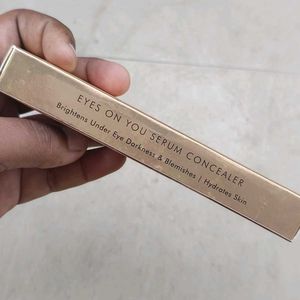 EYES ON YOU SERUM CONCEALER
Brightens Under Eye Darkness & Blemishes | Hydrates Skin